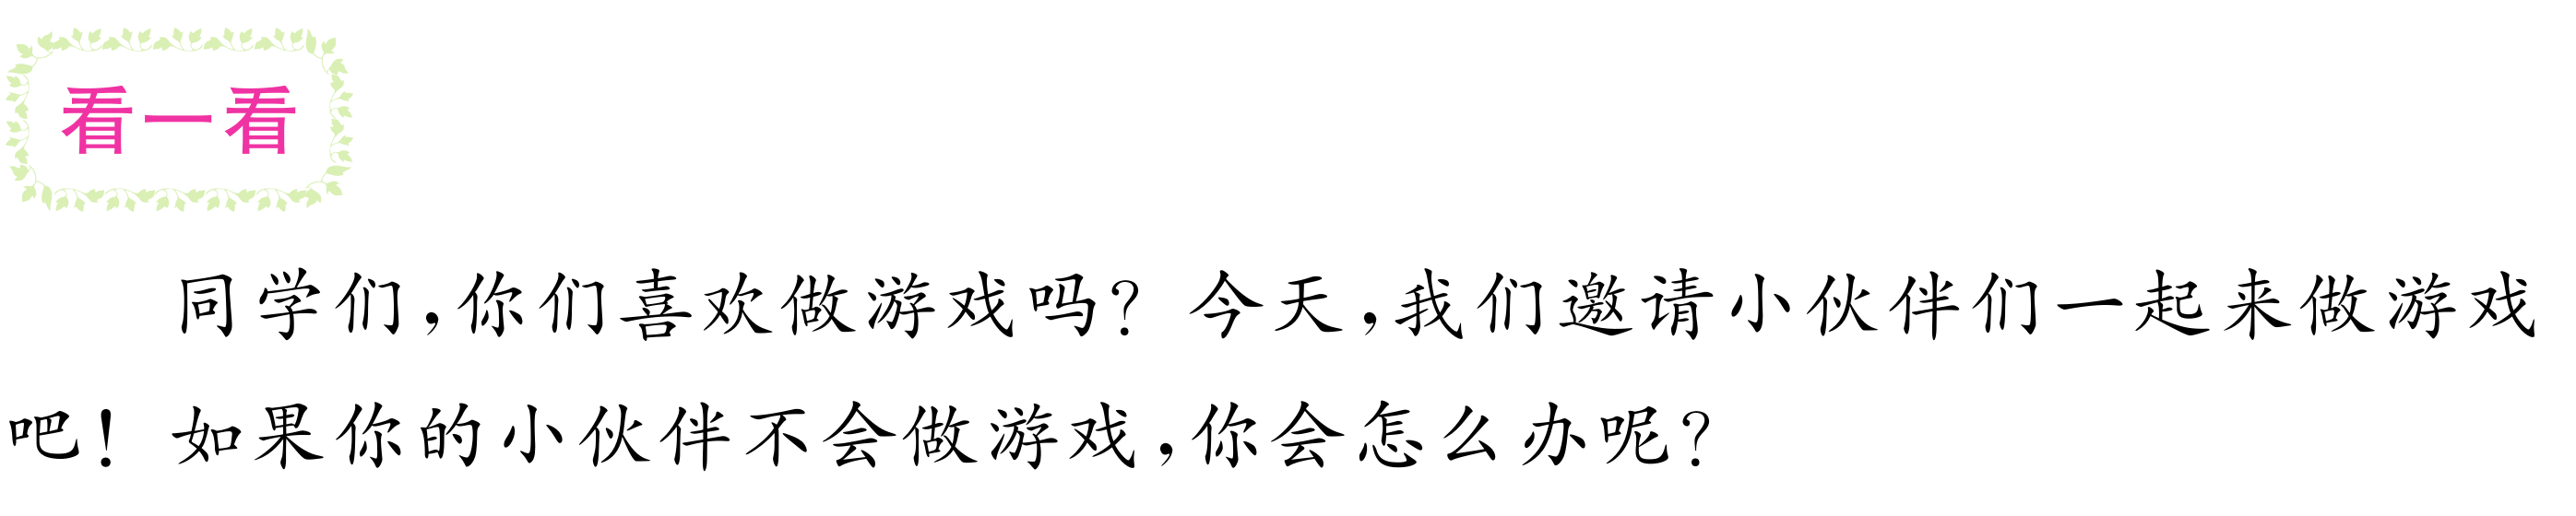 看一看
同学们,你们喜欢做游戏吗? 今天,我们邀请小伙伴们一起来做游戏
吧! 如果你的小伙伴不会做游戏,你会怎么办呢?